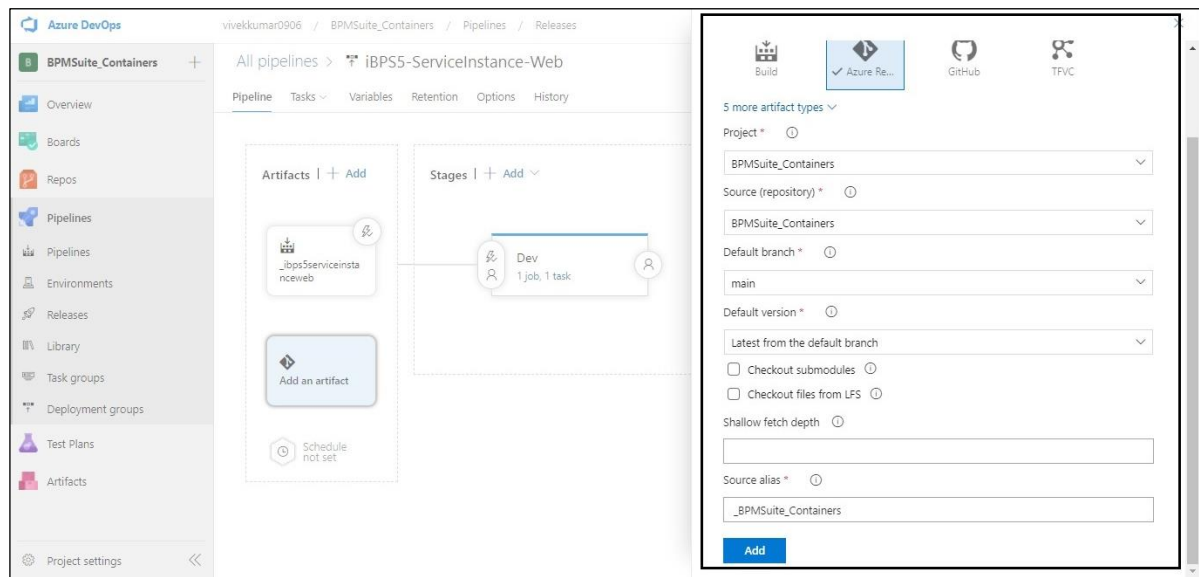 Azure DevOps
vivekkumar0906 / BPMSuite_Containers / Pipelines / Releases
B BPMSuite_Containers
Overview
Boards
Repos
Pipelines
Pipelines
Environments
Releases
Library
Task groups
Deployment groups
Test Plans
Artifacts
Project settings
All pipelines > iBPS5-ServiceInstance-Web
Pipeline Tasks Variables Retention Options History
Artifacts | + Add
_ibps5serviceinsta
nceweb
Add an artifact
Schedule
not set
Stages | + Add
Dev
1 job, 1 task
Build Azure Re... GitHub TFVC
5 more artifact types
Project *
BPMSuite_Containers
Source (repository) *
BPMSuite_Containers
Default branch *
main
Default version *
Latest from the default branch
Checkout submodules
Checkout files from LFS
Shallow fetch depth
Source alias *
_BPMSuite_Containers
Add